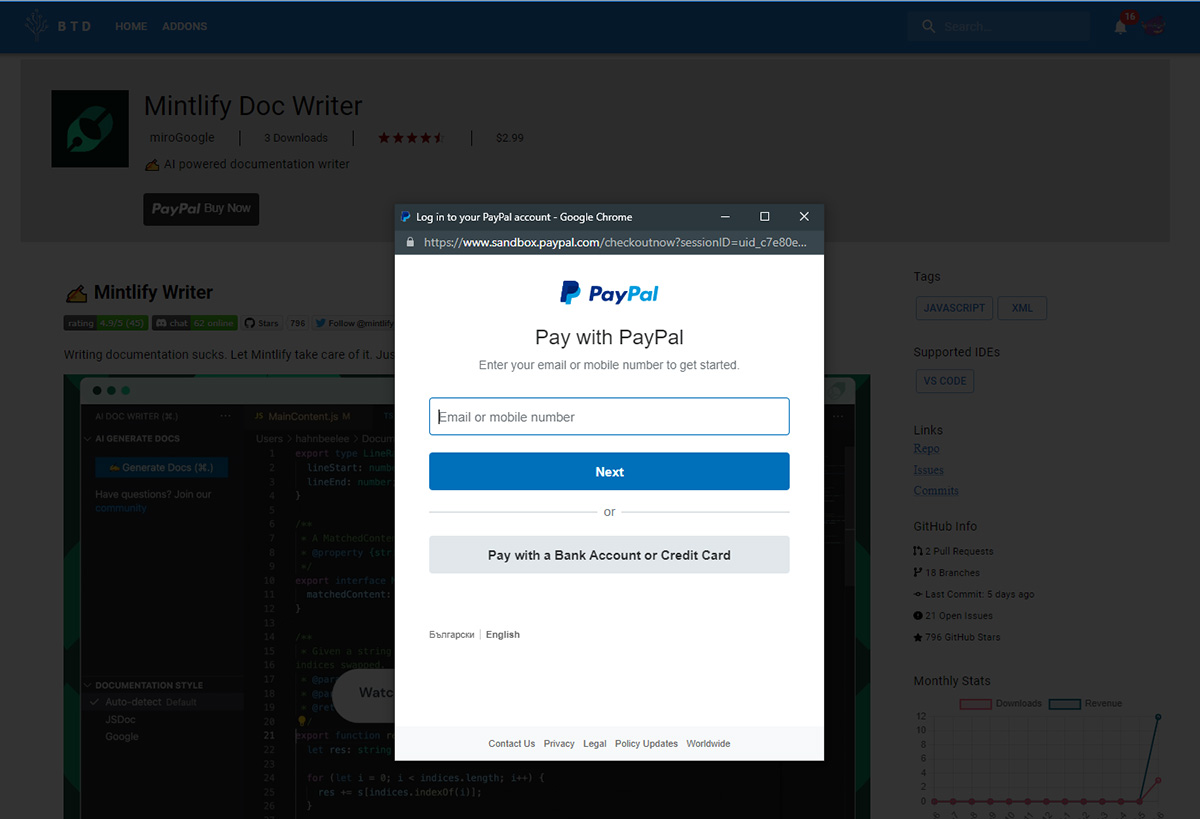 BTD HOME ADDONS Search... 16
Mintlify Doc Writer
miroGoogle | 3 Downloads | $2.99
✍ AI powered documentation writer
PayPal Buy Now
Log in to your PayPal account - Google Chrome
https://www.sandbox.paypal.com/checkoutnow?sessionID=uid_c7e80e...
PayPal
Pay with PayPal
Enter your email or mobile number to get started.
Email or mobile number
Next
or
Pay with a Bank Account or Credit Card
Български | English
Contact Us Privacy Legal Policy Updates Worldwide
✍ Mintlify Writer
rating 4.9/5 (45) chat 62 online Stars 796 Follow @mintlify
Writing documentation sucks. Let Mintlify take care of it. Jus
AI DOC WRITER (⌘.) ··· JS MainContent.js M
AI GENERATE DOCS
Users > hahnbeelee > Docum
Generate Docs (⌘.)
Have questions? Join our
community
1 export type LineRa
2 lineStart: numbe
3 lineEnd: number;
4 }
5
6 /**
7 * A MatchedConte
8 * @property {str
9 */
10 export interface M
11 matchedContent:
12 }
13
14 /**
15 * Given a string
16 indices swapped.
17 * @para
18 * @pa
19 * @ret
20 */
21 export function re
22 let res: string
23
24 for (let i = 0; i < indices.length; i++) {
25 res += s[indices.indexOf(i)];
26 }
Watc
DOCUMENTATION STYLE
Auto-detect Default
JSDoc
Google
Tags
JAVASCRIPT XML
Supported IDEs
VS CODE
Links
Repo
Issues
Commits
GitHub Info
2 Pull Requests
18 Branches
Last Commit: 5 days ago
21 Open Issues
796 GitHub Stars
Monthly Stats
Downloads Revenue
12
10
8
6
4
2
0